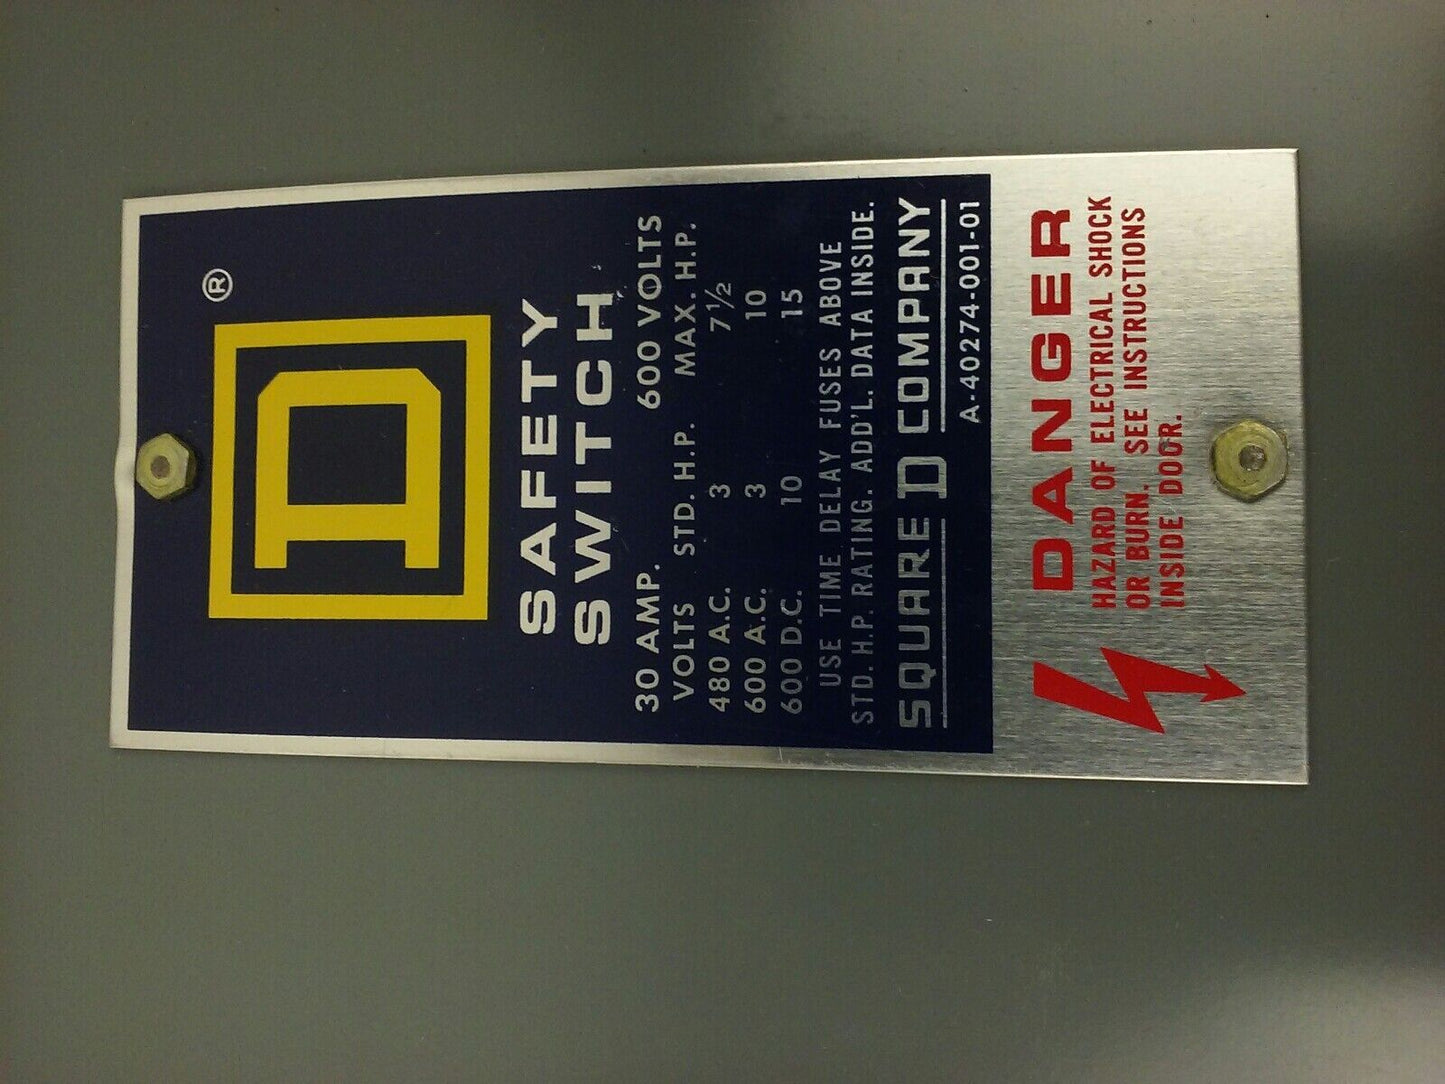 ®
D
SAFETY
SWITCH
30 AMP. 600 VOLTS
VOLTS STD. H.P. MAX. H.P.
480 A.C. 3 7 1/2
600 A.C. 3 10
600 D.C. 10 15
USE TIME DELAY FUSES ABOVE
STD. H.P. RATING. ADD'L. DATA INSIDE.
SQUARE D COMPANY
A-40274-001-01
DANGER
HAZARD OF ELECTRICAL SHOCK
OR BURN. SEE INSTRUCTIONS
INSIDE DOOR.